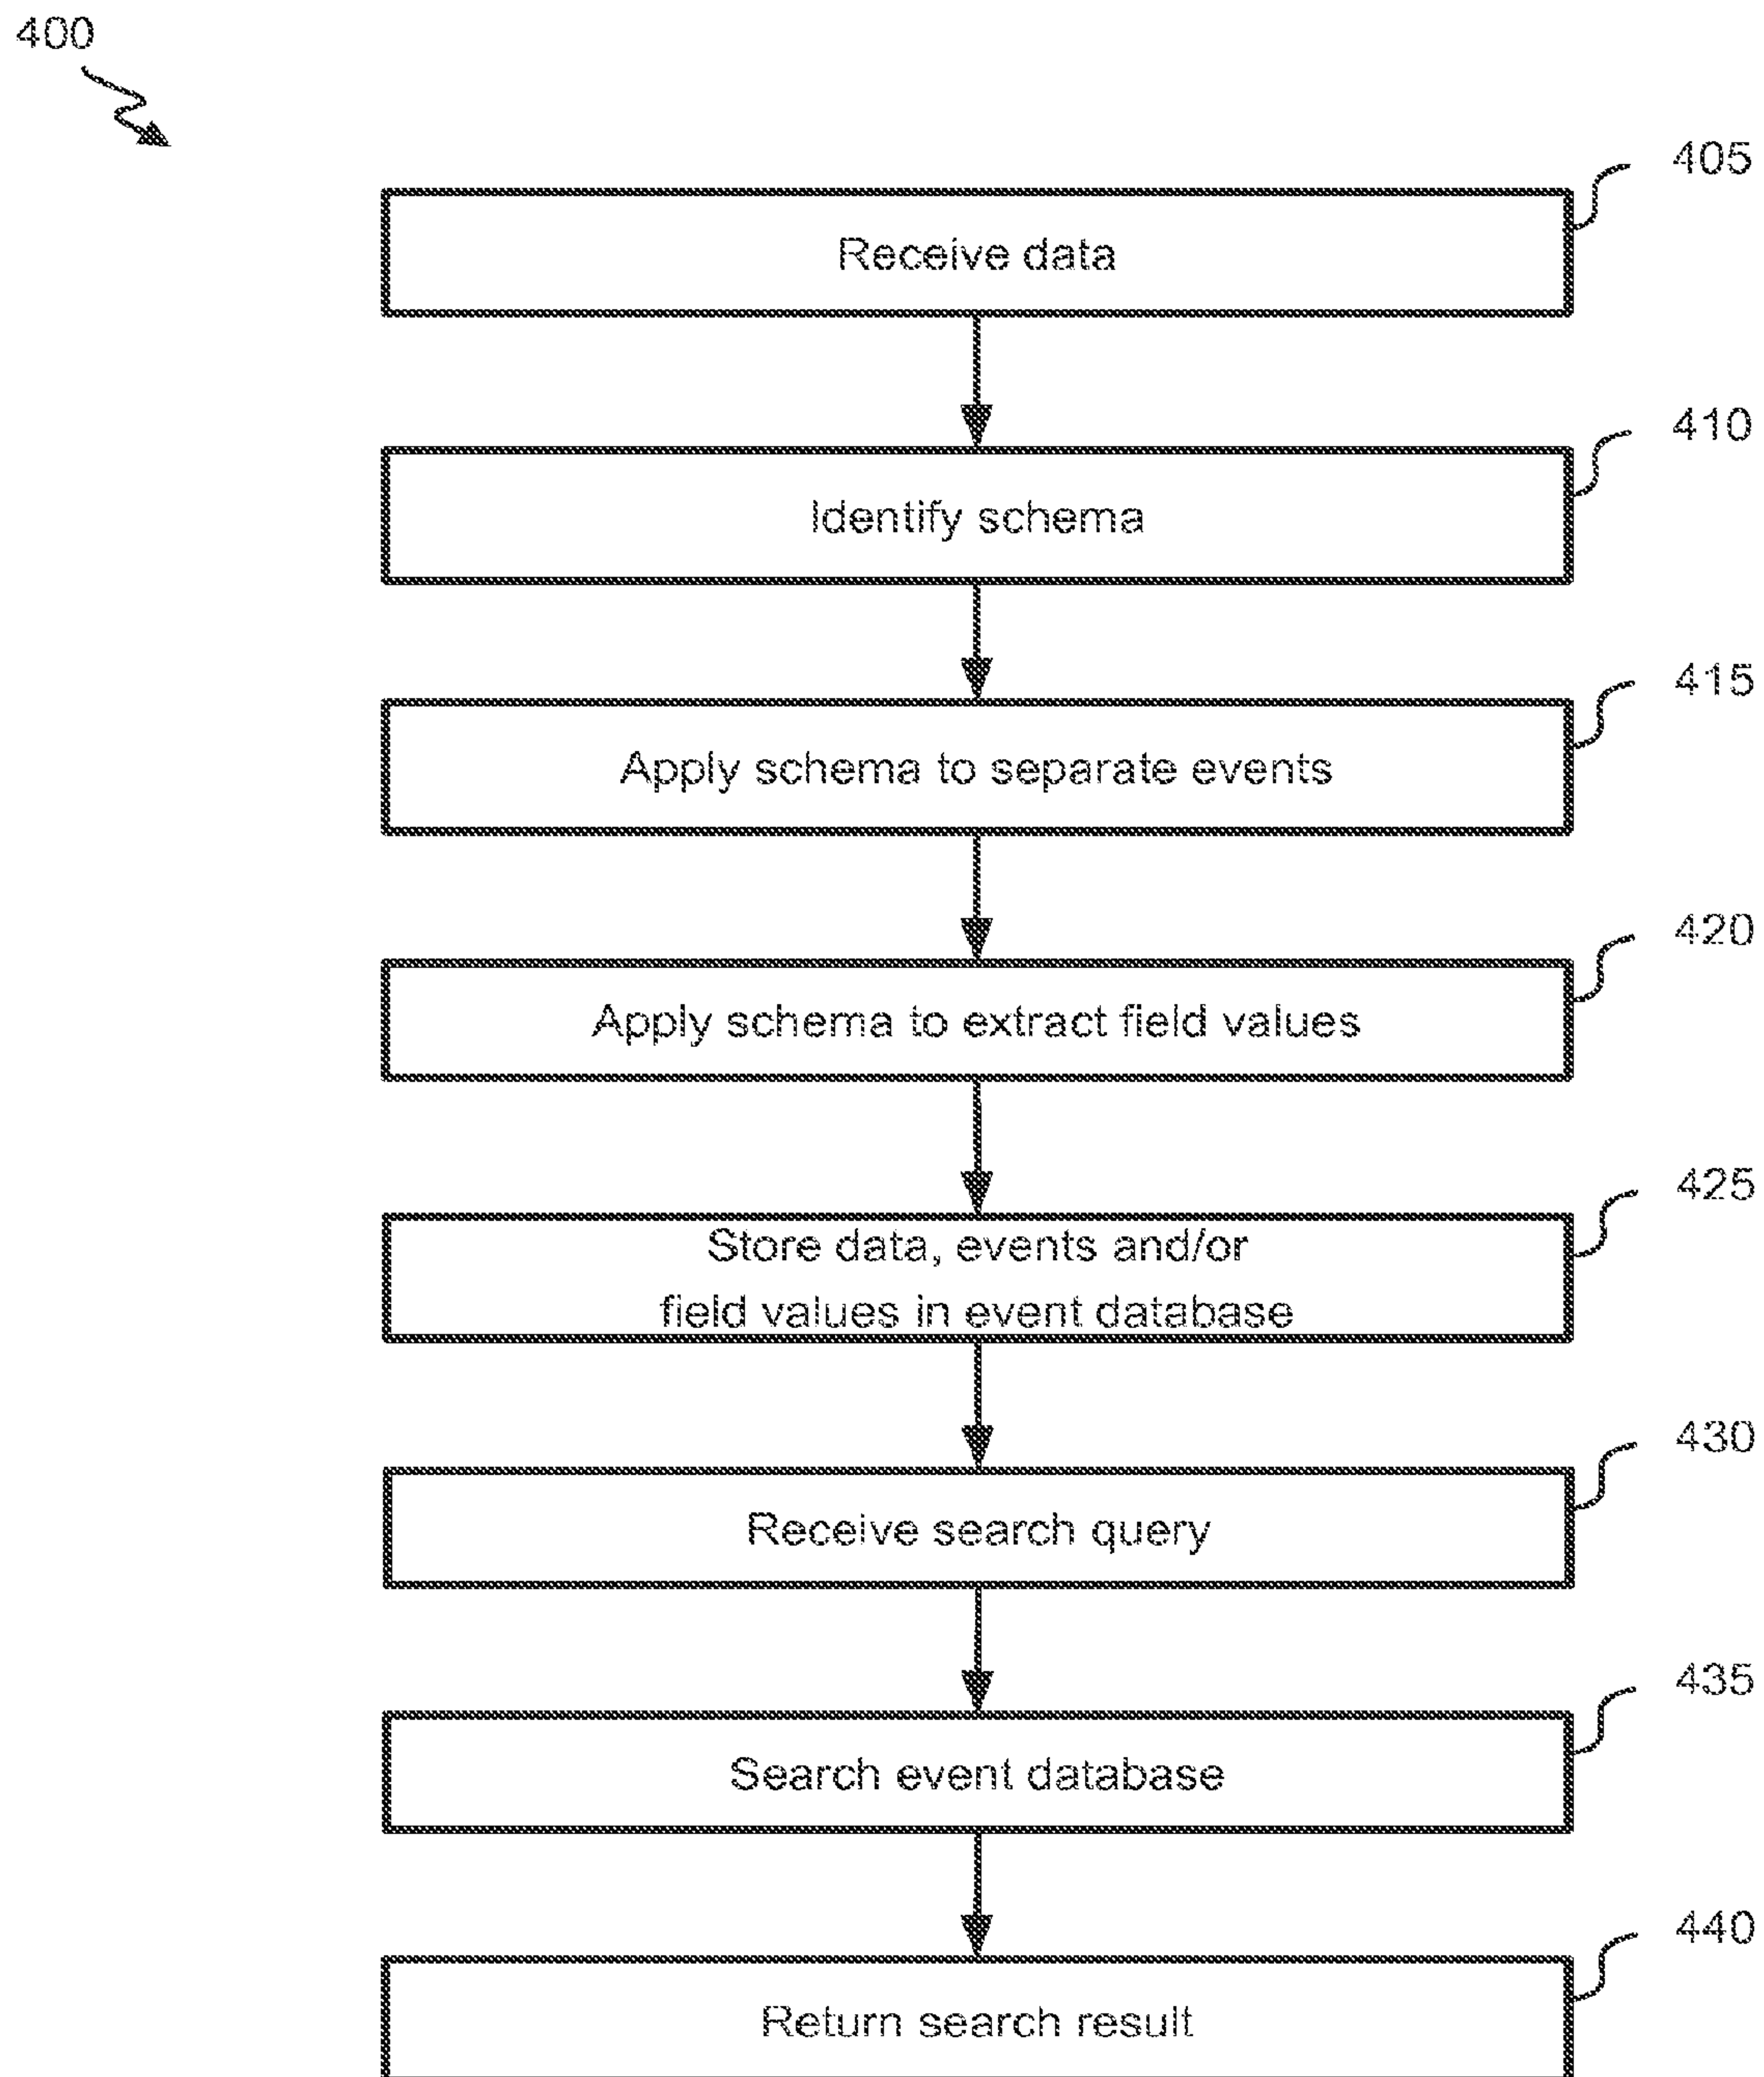 400
405
Receive data
410
Identify schema
415
Apply schema to separate events
420
Apply schema to extract field values
425
Store data, events and/or
field values in event database
430
Receive search query
435
Search event database
440
Return search result